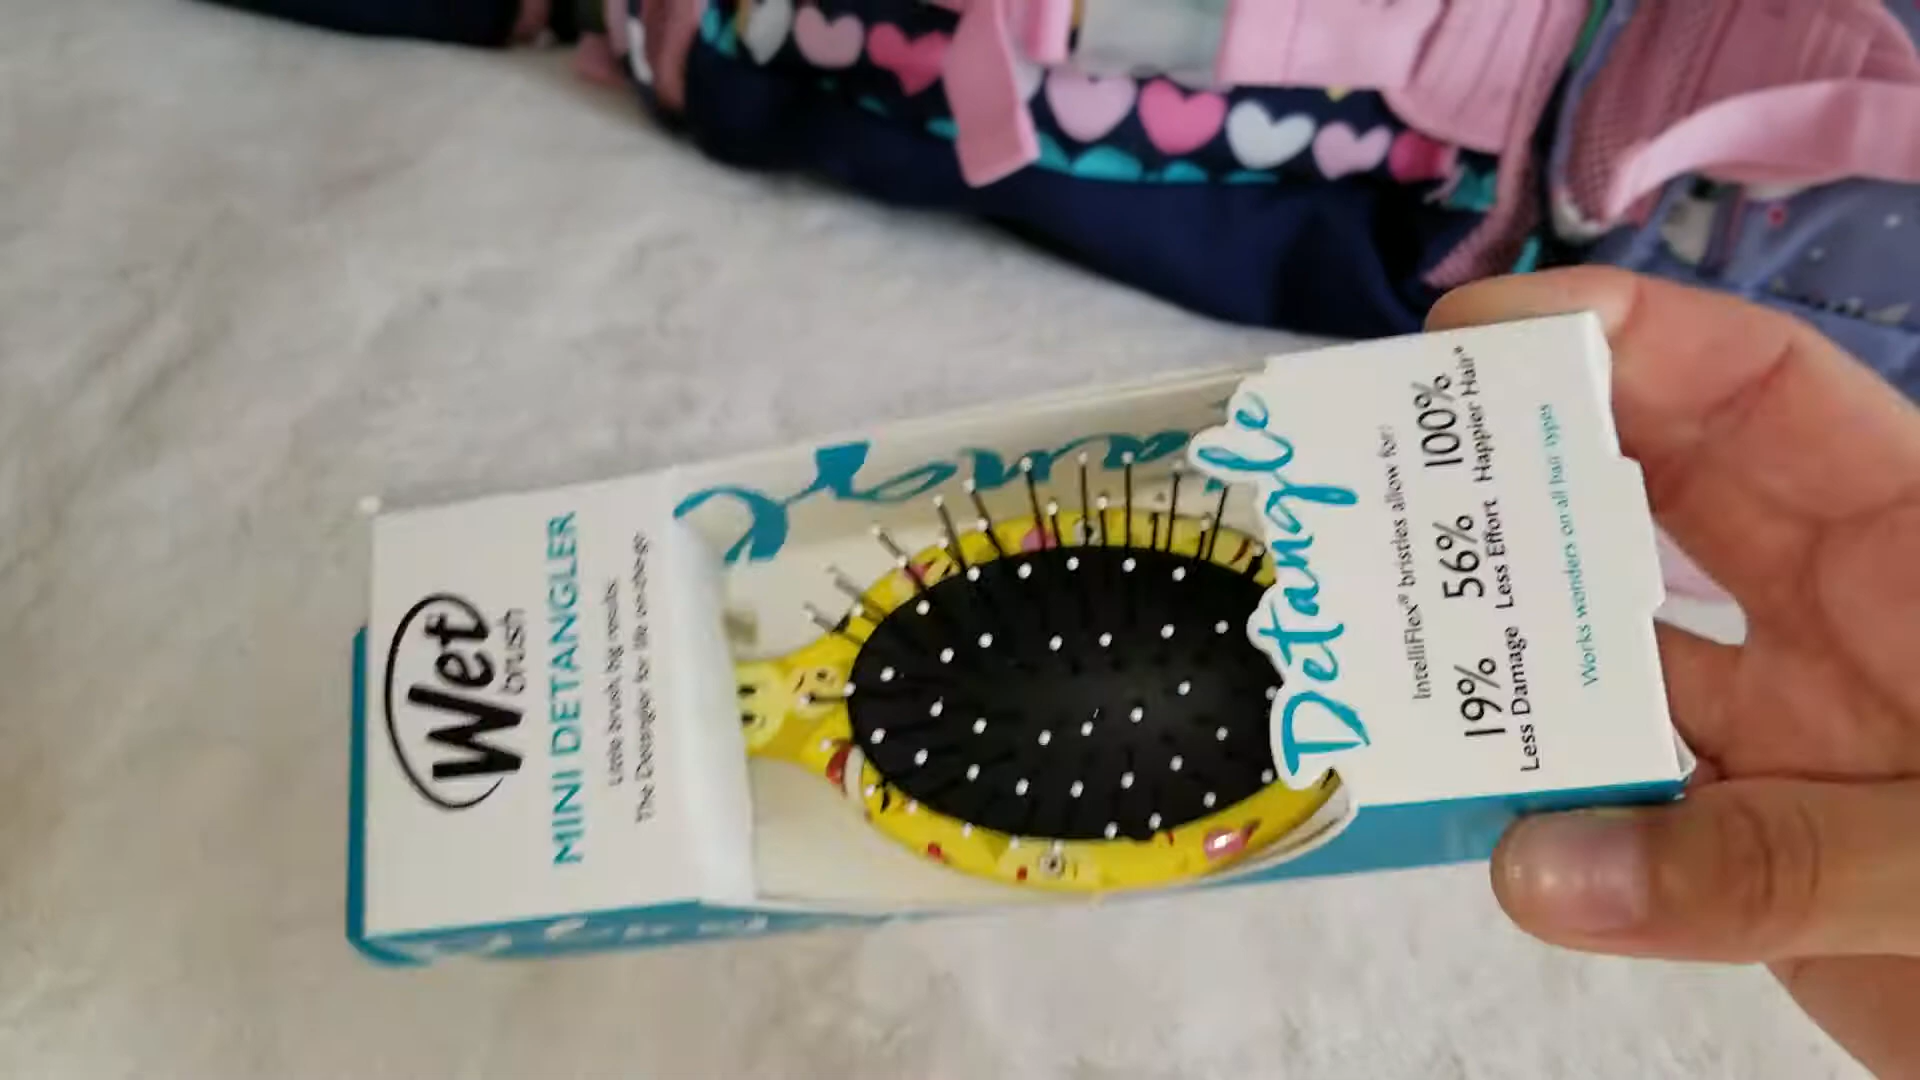 Wet
brush
MINI DETANGLER
Little brush, big results.
The Detangler for life on-the-go
Detangle
IntelliFlex® bristles allow for:
19% 56% 100%
Less Damage Less Effort Happier Hair*
Works wonders on all hair types